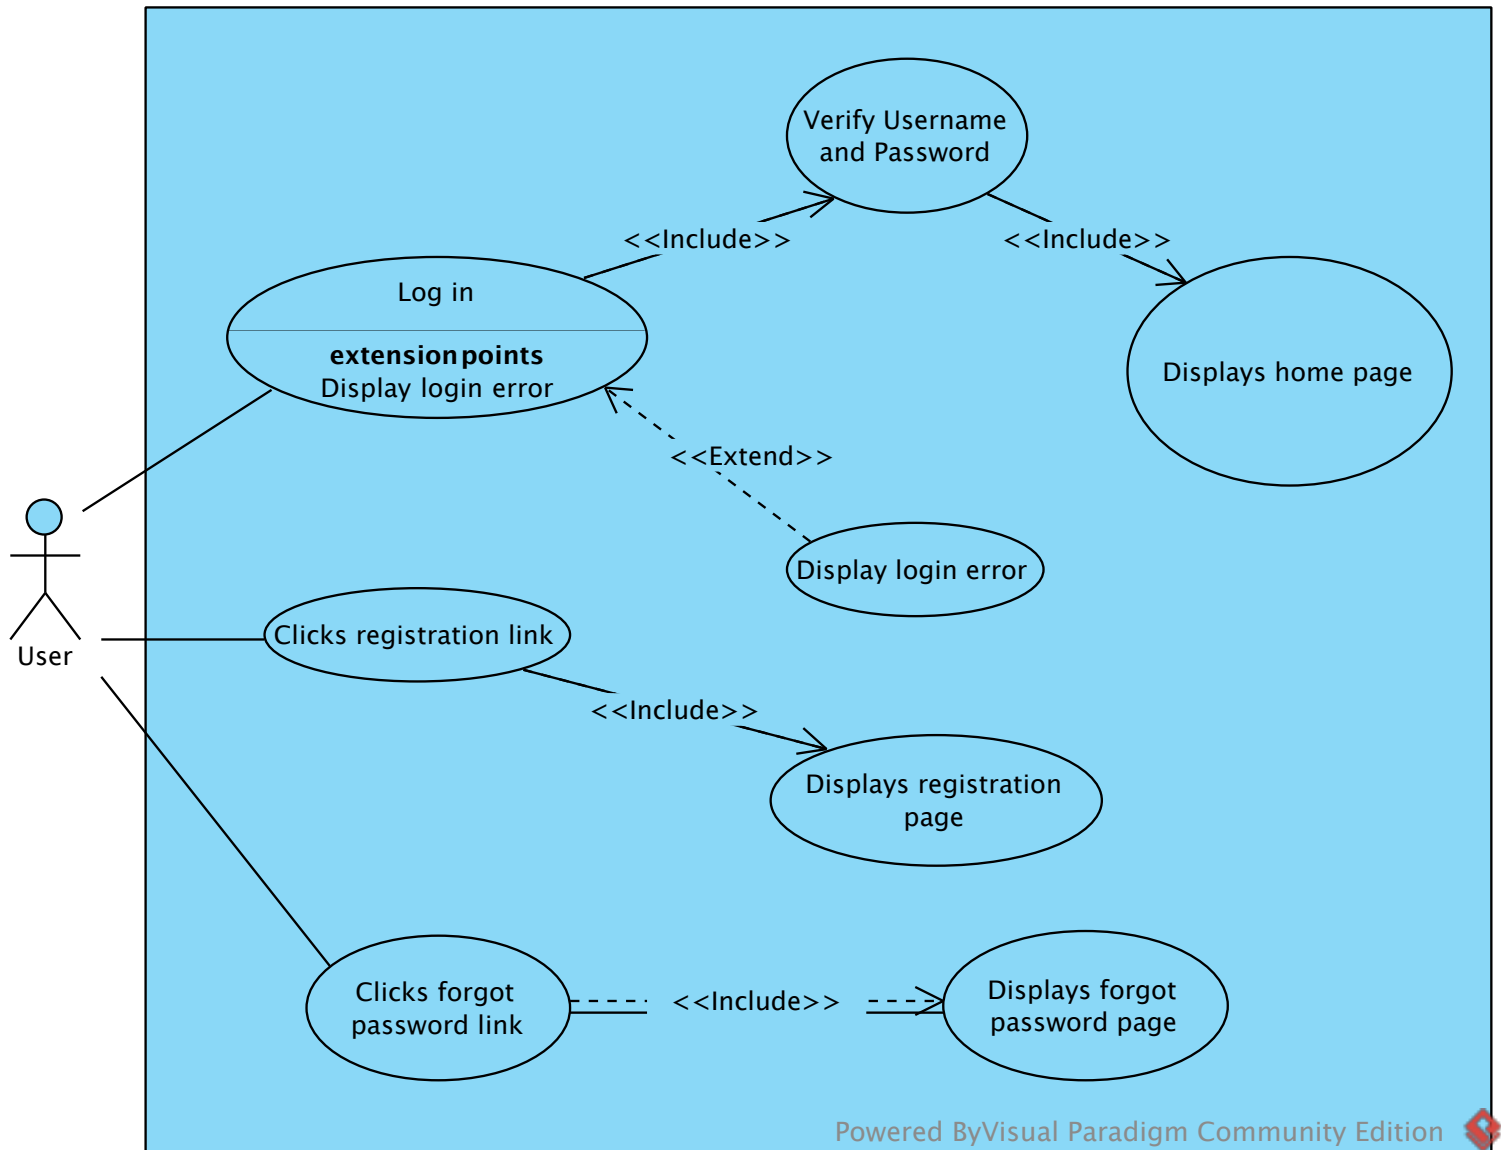 Verify Username
and Password
<<Include>>
<<Include>>
Log in
extension points
Display login error
Displays home page
<<Extend>>
Display login error
Clicks registration link
User
<<Include>>
Displays registration
page
Clicks forgot
password link
<<Include>>
Displays forgot
password page
Powered ByVisual Paradigm Community Edition